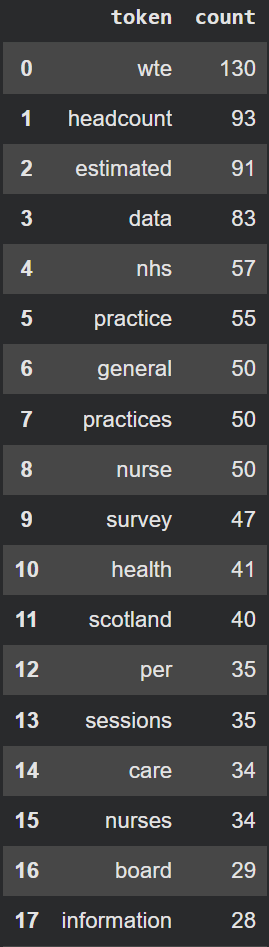 token count
0 wte 130
1 headcount 93
2 estimated 91
3 data 83
4 nhs 57
5 practice 55
6 general 50
7 practices 50
8 nurse 50
9 survey 47
10 health 41
11 scotland 40
12 per 35
13 sessions 35
14 care 34
15 nurses 34
16 board 29
17 information 28